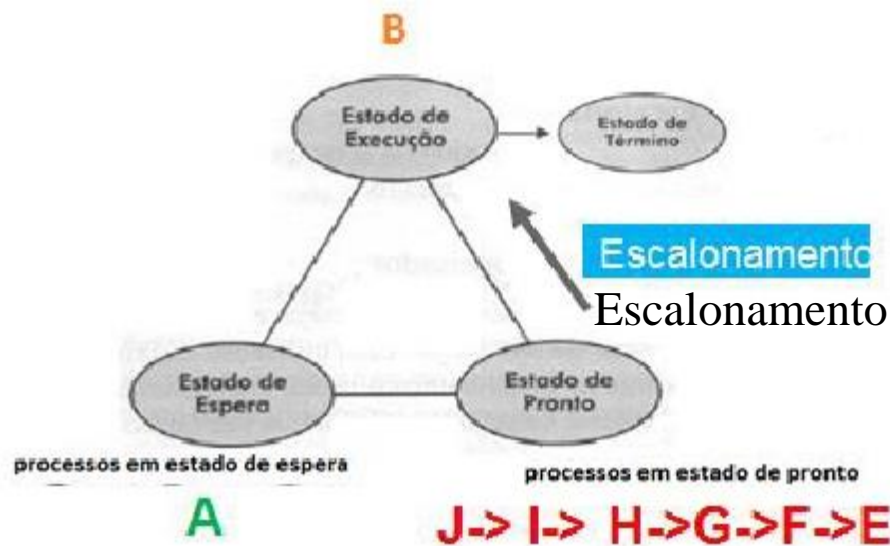 B
Estado de
Execução
Estado de
Término
Escalonamento
Escalonamento
Estado de
Espera
Estado de
Pronto
processos em estado de espera
processos em estado de pronto
A
J-> I-> H->G->F->E